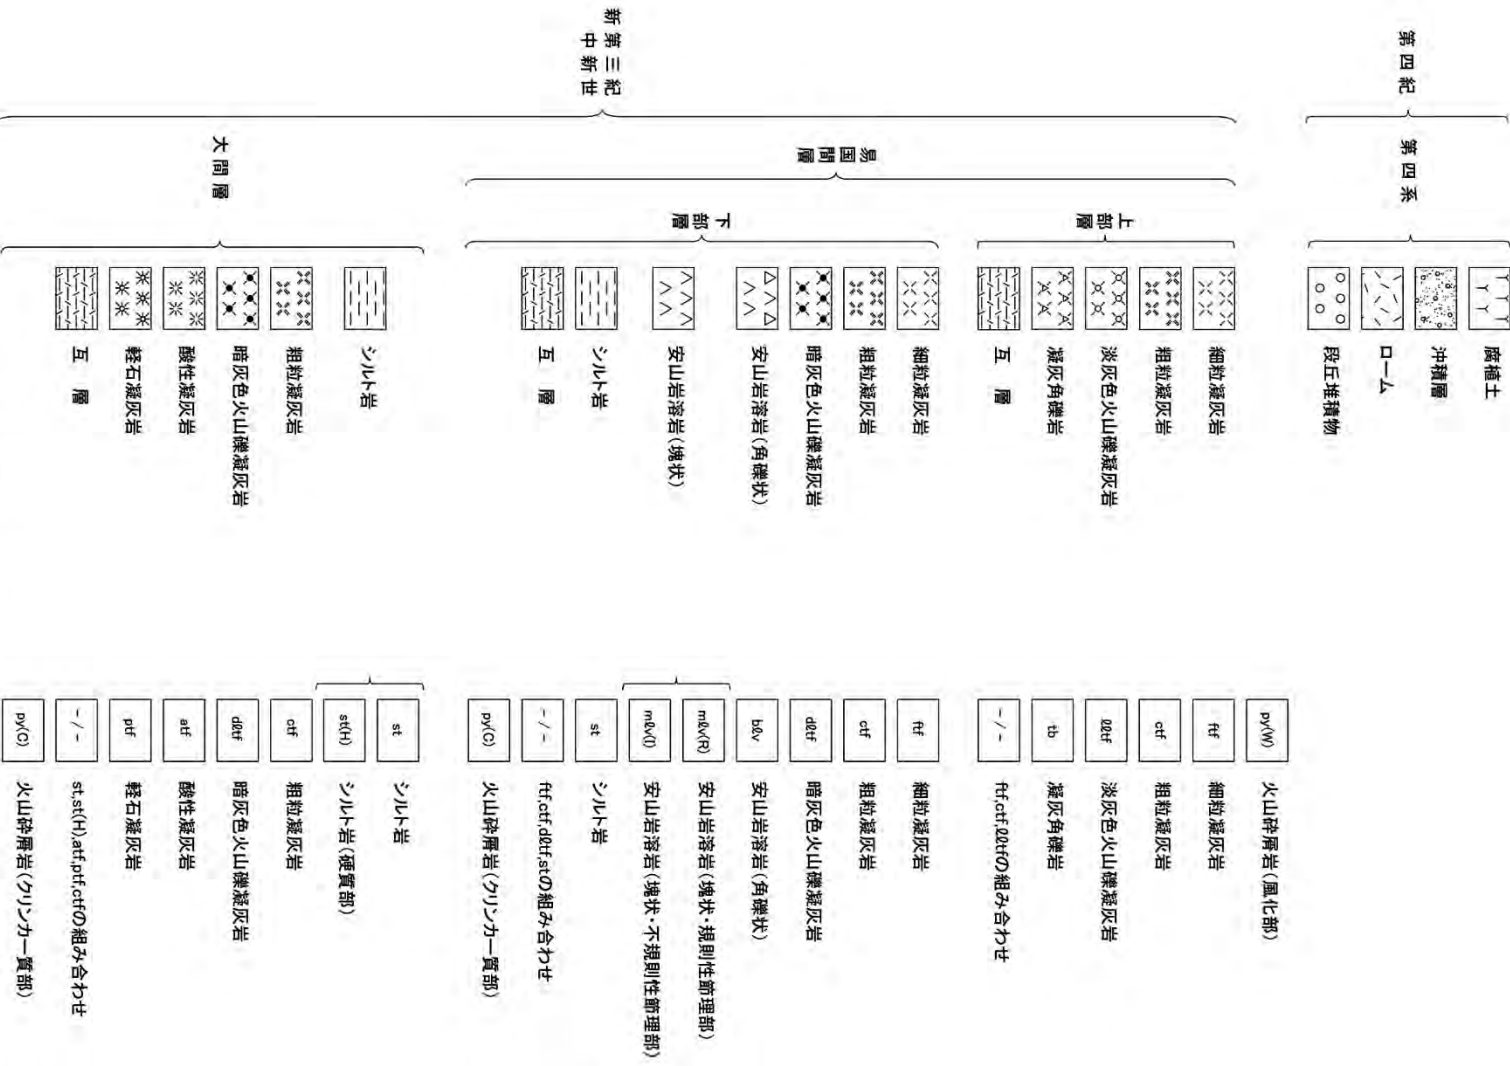 第四紀
第四系
腐植土
沖積層
ローム
段丘堆積物
新第三紀
中新世
易国間層
上部層
細粒凝灰岩
粗粒凝灰岩
淡灰色火山礫凝灰岩
凝灰角礫岩
互 層
下部層
細粒凝灰岩
粗粒凝灰岩
暗灰色火山礫凝灰岩
安山岩溶岩(角礫状)
安山岩溶岩(塊状)
シルト岩
互 層
大間層
シルト岩
粗粒凝灰岩
暗灰色火山礫凝灰岩
酸性凝灰岩
軽石凝灰岩
互 層
py(W) 火山砕屑岩(風化部)
ftf 細粒凝灰岩
ctf 粗粒凝灰岩
ℓℓtf 淡灰色火山礫凝灰岩
tb 凝灰角礫岩
-/- ftf,ctf,ℓℓtfの組み合わせ
ftf 細粒凝灰岩
ctf 粗粒凝灰岩
dℓtf 暗灰色火山礫凝灰岩
bℓv 安山岩溶岩(角礫状)
mℓv(R) 安山岩溶岩(塊状・規則性節理部)
mℓv(I) 安山岩溶岩(塊状・不規則性節理部)
st シルト岩
-/- ftf,ctf,dℓtf,stの組み合わせ
py(C) 火山砕屑岩(クリンカー質部)
st シルト岩
st(H) シルト岩(硬質部)
ctf 粗粒凝灰岩
dℓtf 暗灰色火山礫凝灰岩
atf 酸性凝灰岩
ptf 軽石凝灰岩
-/- st,st(H),atf,ptf,ctfの組み合わせ
py(C) 火山砕屑岩(クリンカー質部)